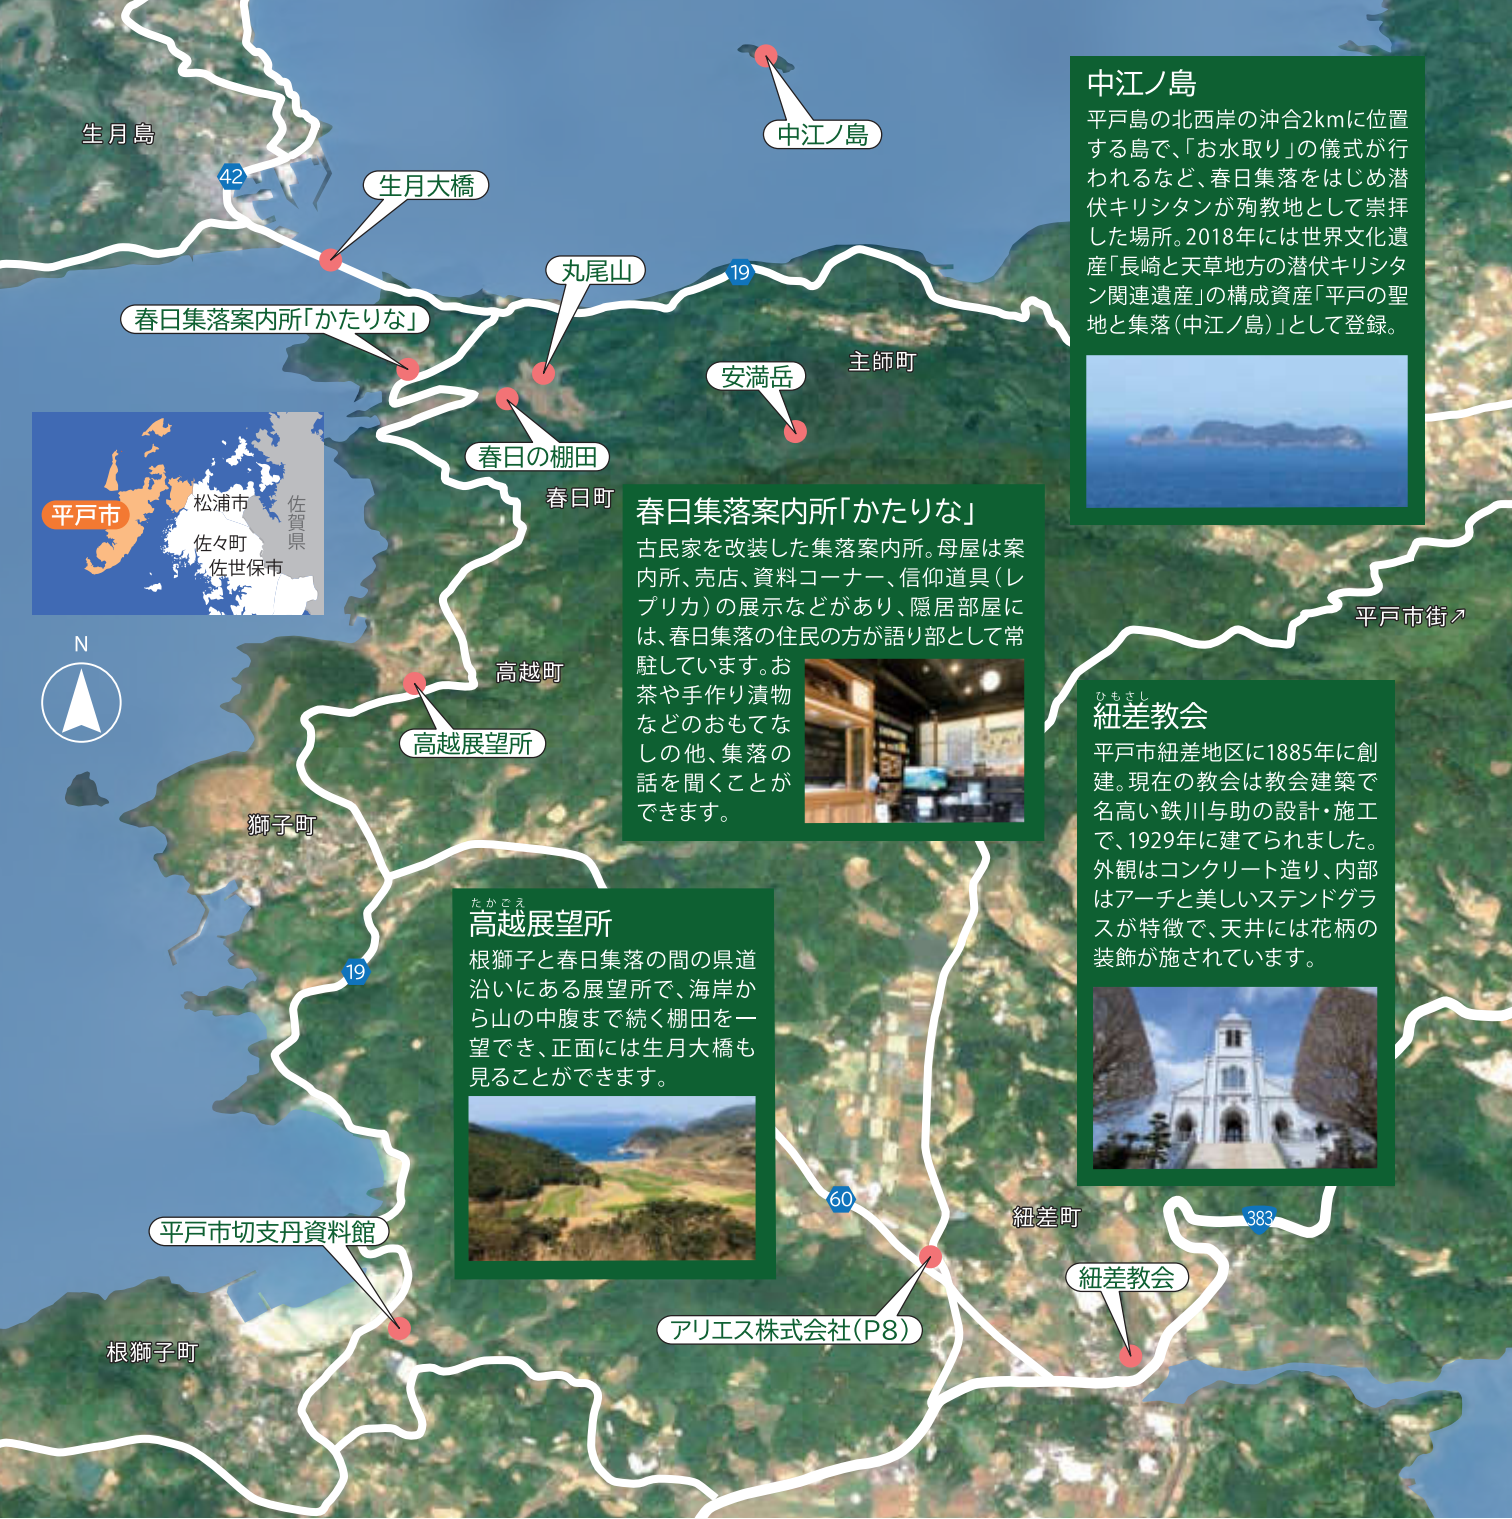 生月島
42
中江ノ島
生月大橋
丸尾山
19
春日集落案内所「かたりな」
主師町
安満岳
春日の棚田
春日町
平戸市
松浦市
佐々町
佐世保市
佐賀県
N
高越町
高越展望所
獅子町
19
平戸市街↗
中江ノ島
平戸島の北西岸の沖合2kmに位置
する島で、「お水取り」の儀式が行
われるなど、春日集落をはじめ潜
伏キリシタンが殉教地として崇拝
した場所。2018年には世界文化遺
産「長崎と天草地方の潜伏キリシタ
ン関連遺産」の構成資産「平戸の聖
地と集落（中江ノ島）」として登録。
春日集落案内所「かたりな」
古民家を改装した集落案内所。母屋は案
内所、売店、資料コーナー、信仰道具（レ
プリカ）の展示などがあり、隠居部屋に
は、春日集落の住民の方が語り部として常
駐しています。お
茶や手作り漬物
などのおもてな
しの他、集落の
話を聞くことが
できます。
ひもさし
紐差教会
平戸市紐差地区に1885年に創
建。現在の教会は教会建築で
名高い鉄川与助の設計・施工
で、1929年に建てられました。
外観はコンクリート造り、内部
はアーチと美しいステンドグラ
スが特徴で、天井には花柄の
装飾が施されています。
たかごえ
高越展望所
根獅子と春日集落の間の県道
沿いにある展望所で、海岸か
ら山の中腹まで続く棚田を一
望でき、正面には生月大橋も
見ることができます。
60
紐差町
383
平戸市切支丹資料館
紐差教会
アリエス株式会社（P8）
根獅子町